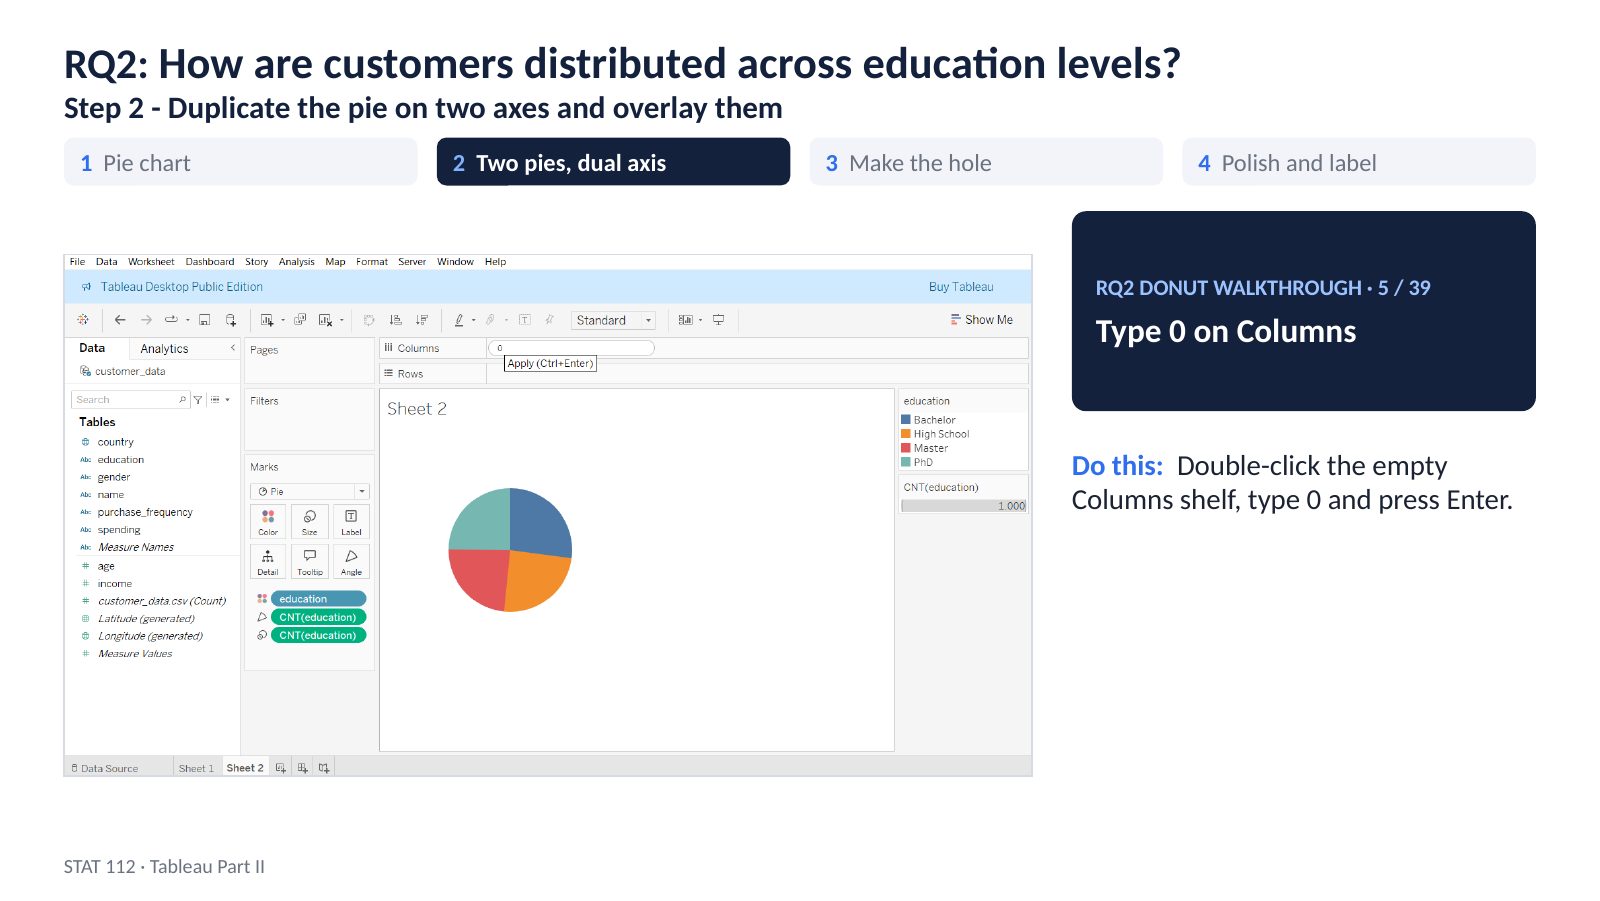 RQ2: How are customers distributed across education levels?
Step 2 - Duplicate the pie on two axes and overlay them
1 Pie chart
2 Two pies, dual axis
3 Make the hole
4 Polish and label
File Data Worksheet Dashboard Story Analysis Map Format Server Window Help
Tableau Desktop Public Edition
Buy Tableau
Standard
Show Me
Data Analytics
customer_data
Search
Tables
country
Abc education
Abc gender
Abc name
Abc purchase_frequency
Abc spending
Abc Measure Names
# age
# income
# customer_data.csv (Count)
Latitude (generated)
Longitude (generated)
# Measure Values
Pages
Filters
Marks
Pie
Color Size Label
Detail Tooltip Angle
education
CNT(education)
CNT(education)
Columns
0
Apply (Ctrl+Enter)
Rows
Sheet 2
education
Bachelor
High School
Master
PhD
CNT(education)
1.000
Data Source Sheet 1 Sheet 2
RQ2 DONUT WALKTHROUGH · 5 / 39
Type 0 on Columns
Do this: Double-click the empty
Columns shelf, type 0 and press Enter.
STAT 112 · Tableau Part II